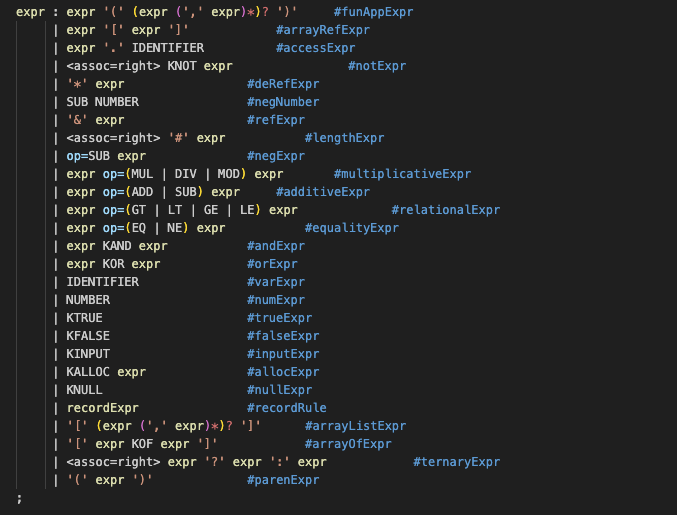 expr : expr '(' (expr (',' expr)*)? ')' #funAppExpr
| expr '[' expr ']' #arrayRefExpr
| expr '.' IDENTIFIER #accessExpr
| <assoc=right> KNOT expr #notExpr
| '*' expr #deRefExpr
| SUB NUMBER #negNumber
| '&' expr #refExpr
| <assoc=right> '#' expr #lengthExpr
| op=SUB expr #negExpr
| expr op=(MUL | DIV | MOD) expr #multiplicativeExpr
| expr op=(ADD | SUB) expr #additiveExpr
| expr op=(GT | LT | GE | LE) expr #relationalExpr
| expr op=(EQ | NE) expr #equalityExpr
| expr KAND expr #andExpr
| expr KOR expr #orExpr
| IDENTIFIER #varExpr
| NUMBER #numExpr
| KTRUE #trueExpr
| KFALSE #falseExpr
| KINPUT #inputExpr
| KALLOC expr #allocExpr
| KNULL #nullExpr
| recordExpr #recordRule
| '[' (expr (',' expr)*)? ']' #arrayListExpr
| '[' expr KOF expr ']' #arrayOfExpr
| <assoc=right> expr '?' expr ':' expr #ternaryExpr
| '(' expr ')' #parenExpr
;